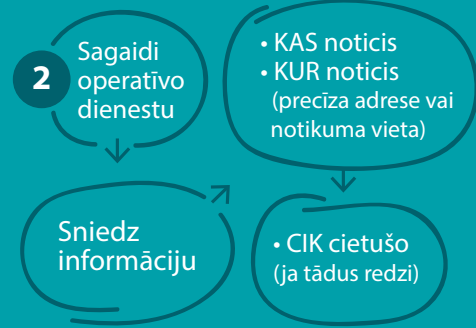 2
Sagaidi
operatīvo
dienestu
Sniedz
informāciju
• KAS noticis
• KUR noticis
(precīza adrese vai
notikuma vieta)
• CIK cietušo
(ja tādus redzi)